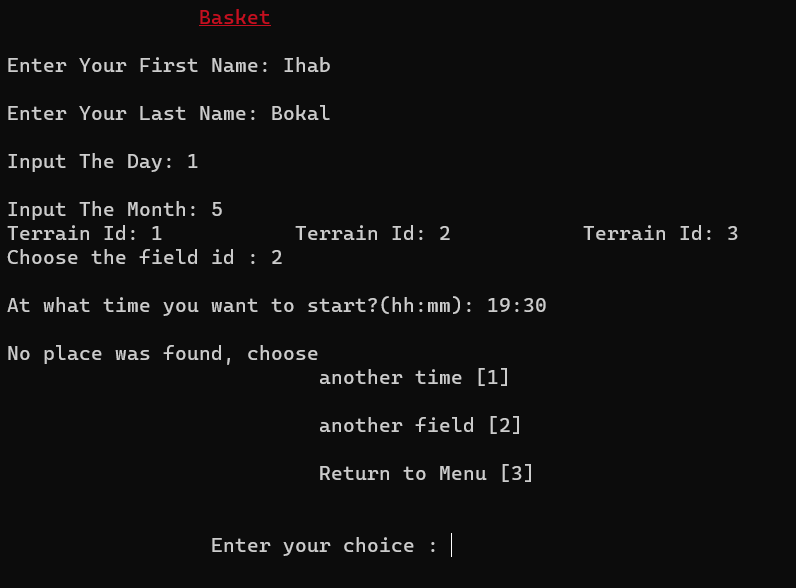 Basket
Enter Your First Name: Ihab
Enter Your Last Name: Bokal
Input The Day: 1
Input The Month: 5
Terrain Id: 1 Terrain Id: 2 Terrain Id: 3
Choose the field id : 2
At what time you want to start?(hh:mm): 19:30
No place was found, choose
another time [1]
another field [2]
Return to Menu [3]
Enter your choice :